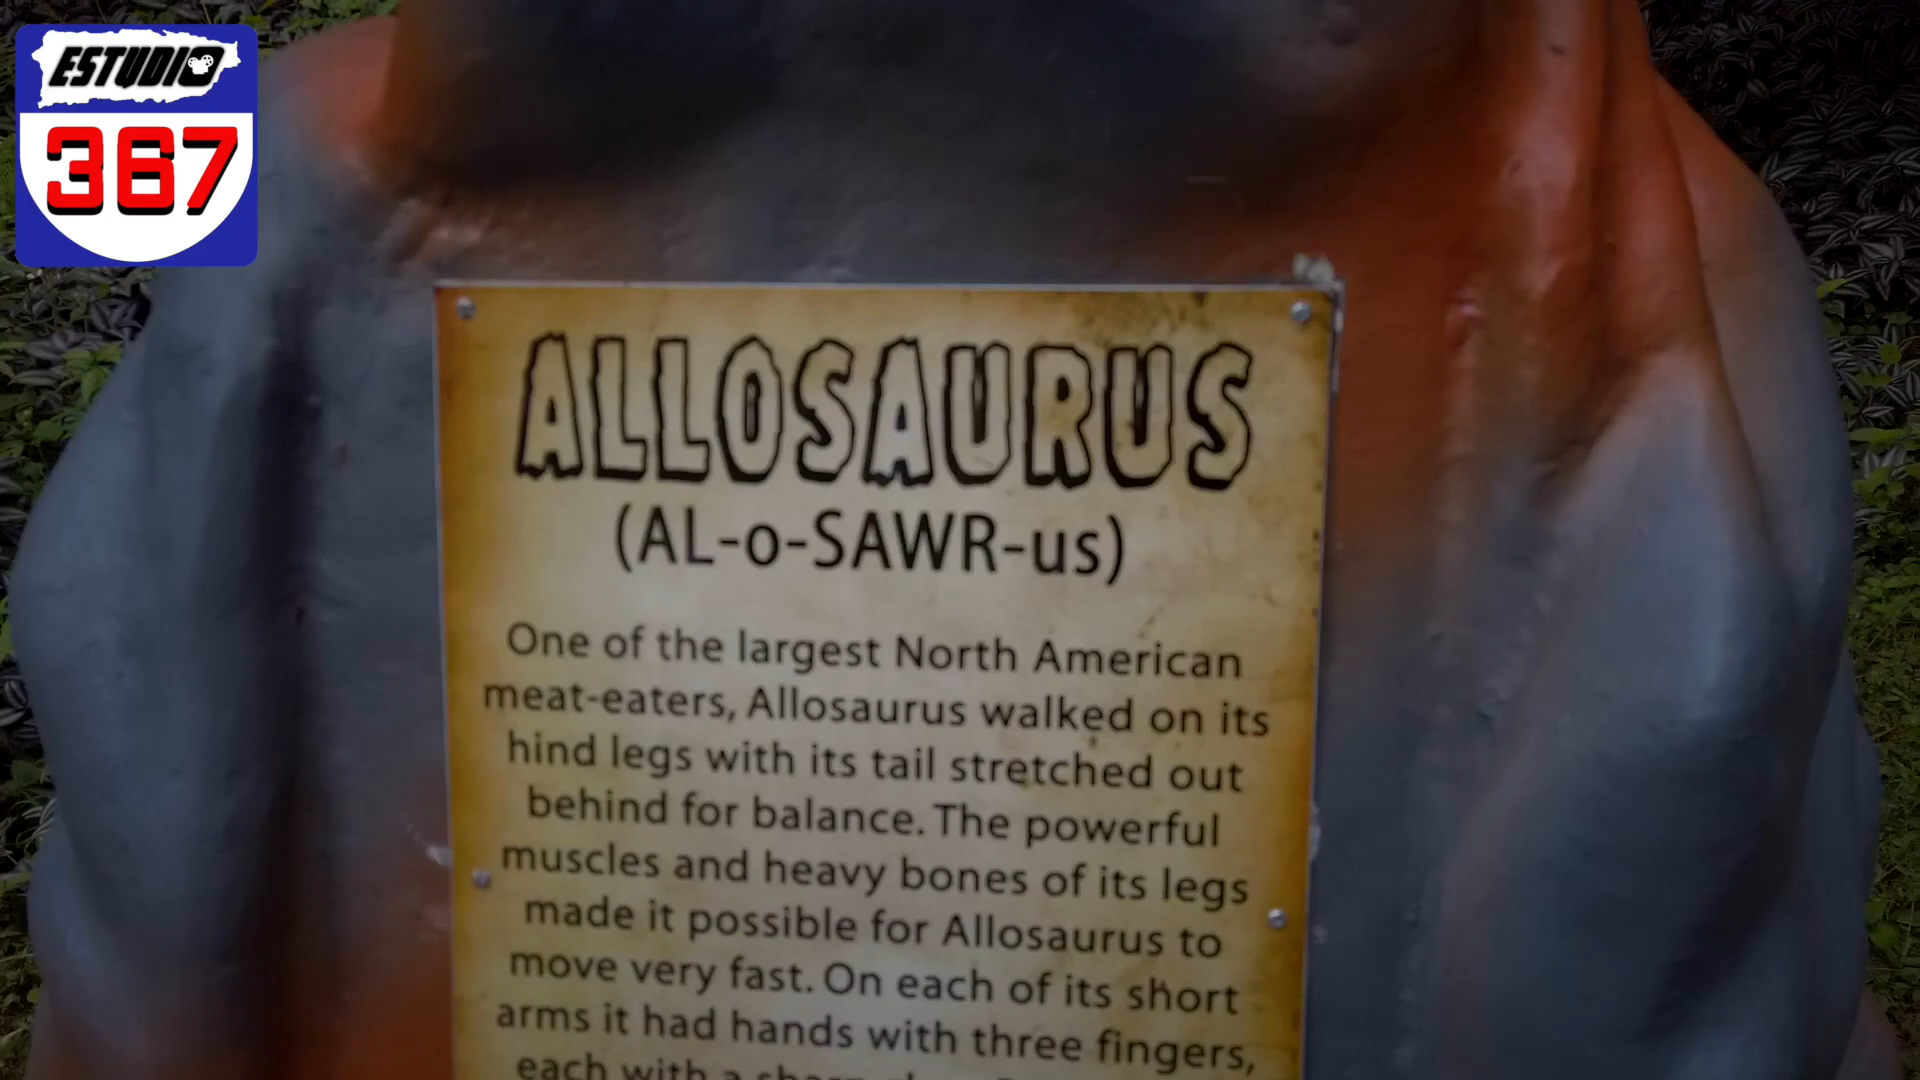 ESTUDIO
367
ALLOSAURUS
(AL-o-SAWR-us)
One of the largest North American
meat-eaters, Allosaurus walked on its
hind legs with its tail stretched out
behind for balance. The powerful
muscles and heavy bones of its legs
made it possible for Allosaurus to
move very fast. On each of its short
arms it had hands with three fingers,
each with a sharp